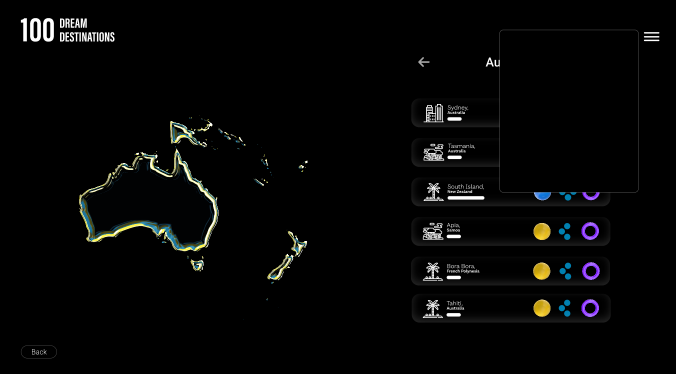 100 DREAM
DESTINATIONS
Au
Sydney,
Australia
Tasmania,
Australia
South Island,
New Zealand
Apia,
Samoa
Bora Bora,
French Polynesia
Tahiti,
Australia
Back